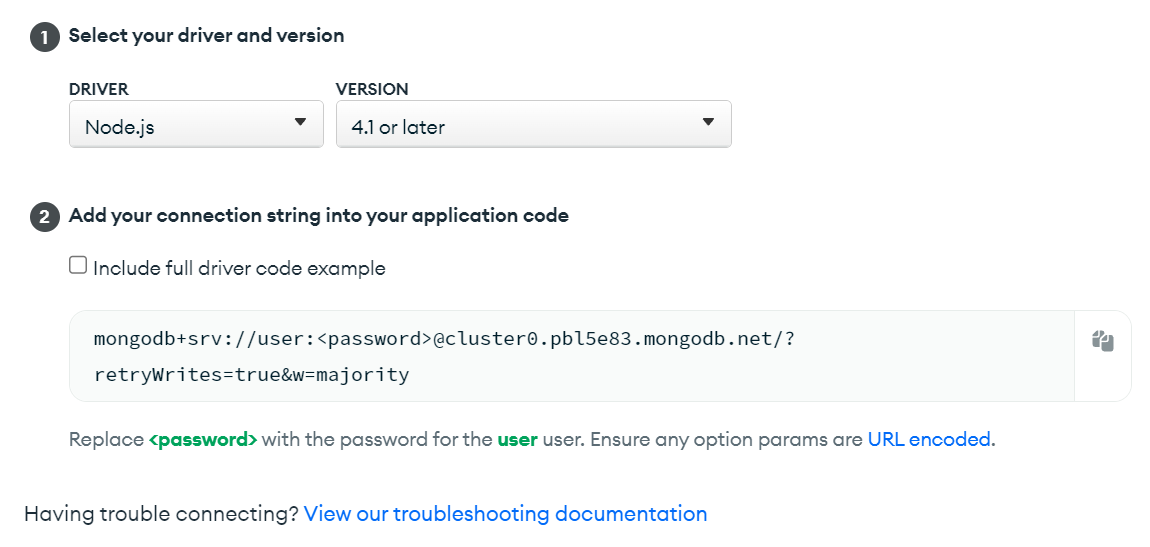 1 Select your driver and version
DRIVER VERSION
Node.js 4.1 or later
2 Add your connection string into your application code
Include full driver code example
mongodb+srv://user:<password>@cluster0.pbl5e83.mongodb.net/?
retryWrites=true&w=majority
Replace <password> with the password for the user user. Ensure any option params are URL encoded.
Having trouble connecting? View our troubleshooting documentation